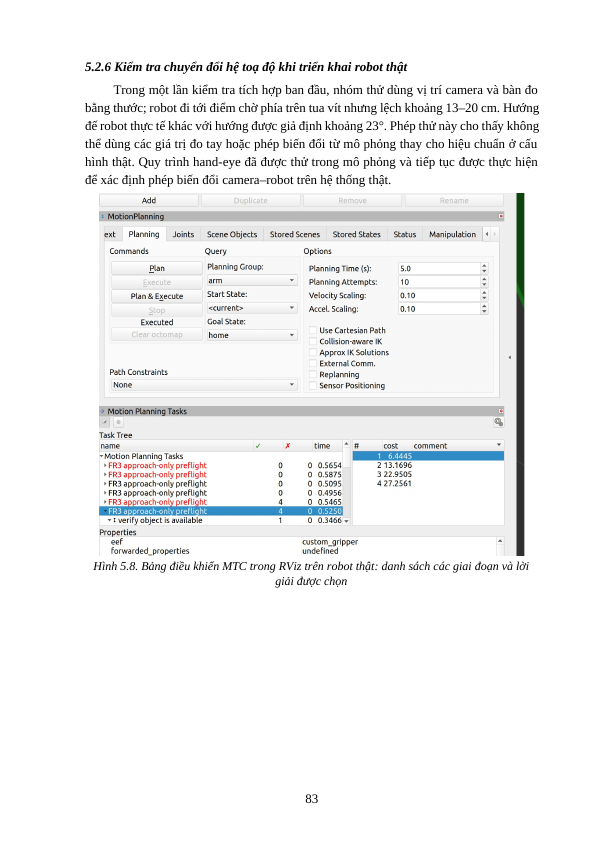 5.2.6 Kiểm tra chuyển đổi hệ toạ độ khi triển khai robot thật
Trong một lần kiểm tra tích hợp ban đầu, nhóm thử dùng vị trí camera và bàn đo
bằng thước; robot đi tới điểm chờ phía trên tua vít nhưng lệch khoảng 13–20 cm. Hướng
đế robot thực tế khác với hướng được giả định khoảng 23°. Phép thử này cho thấy không
thể dùng các giá trị đo tay hoặc phép biến đổi từ mô phỏng thay cho hiệu chuẩn ở cấu
hình thật. Quy trình hand-eye đã được thử trong mô phỏng và tiếp tục được thực hiện
để xác định phép biến đổi camera–robot trên hệ thống thật.
Add Duplicate Remove Rename
MotionPlanning
ext Planning Joints Scene Objects Stored Scenes Stored States Status Manipulation
Commands Query Options
Plan Planning Group: Planning Time (s): 5.0
Execute arm Planning Attempts: 10
Plan & Execute Start State: Velocity Scaling: 0.10
Stop <current> Accel. Scaling: 0.10
Executed Goal State: Use Cartesian Path
Clear octomap home Collision-aware IK
Approx IK Solutions
External Comm.
Path Constraints Replanning
None Sensor Positioning
Motion Planning Tasks
Task Tree
name ✓ ✗ time # cost comment
Motion Planning Tasks 1 6.4445
FR3 approach-only preflight 0 0 0.5654 2 13.1696
FR3 approach-only preflight 0 0 0.5875 3 22.9505
FR3 approach-only preflight 0 0 0.5095 4 27.2561
FR3 approach-only preflight 0 0 0.4956
FR3 approach-only preflight 4 0 0.5465
FR3 approach-only preflight 4 0 0.5250
verify object is available 1 0 0.3466
Properties
eef custom_gripper
forwarded_properties undefined
Hình 5.8. Bảng điều khiển MTC trong RViz trên robot thật: danh sách các giai đoạn và lời
giải được chọn
83